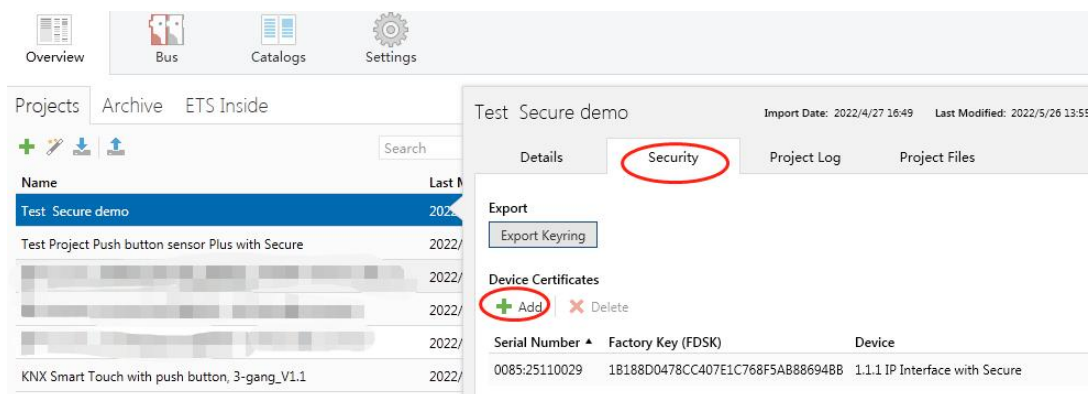 Overview Bus Catalogs Settings
Projects Archive ETS Inside
Search
Name Last
Test Secure demo 2022
Test Project Push button sensor Plus with Secure 2022/
2022/
2022/
2022/
KNX Smart Touch with push button, 3-gang_V1.1 2022/
Test Secure demo Import Date: 2022/4/27 16:49 Last Modified: 2022/5/26 13:55
Details Security Project Log Project Files
Export
Export Keyring
Device Certificates
Add Delete
Serial Number Factory Key (FDSK) Device
0085:25110029 1B188D0478CC407E1C768F5AB88694BB 1.1.1 IP Interface with Secure